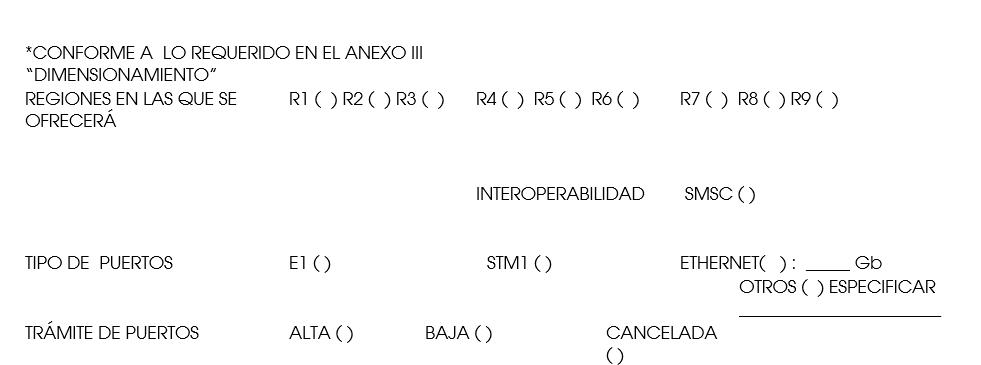 *CONFORME A  LO REQUERIDO EN EL ANEXO III
“DIMENSIONAMIENTO”
REGIONES EN LAS QUE SE R1 ( ) R2 ( ) R3 ( ) R4 ( ) R5 ( ) R6 ( ) R7 ( ) R8 ( ) R9 ( )
OFRECERÁ
INTEROPERABILIDAD SMSC ( )
TIPO DE  PUERTOS E1 ( ) STM1 ( ) ETHERNET(  ) :  _____ Gb
OTROS (  ) ESPECIFICAR
_______________________
TRÁMITE DE PUERTOS ALTA ( ) BAJA ( ) CANCELADA
( )